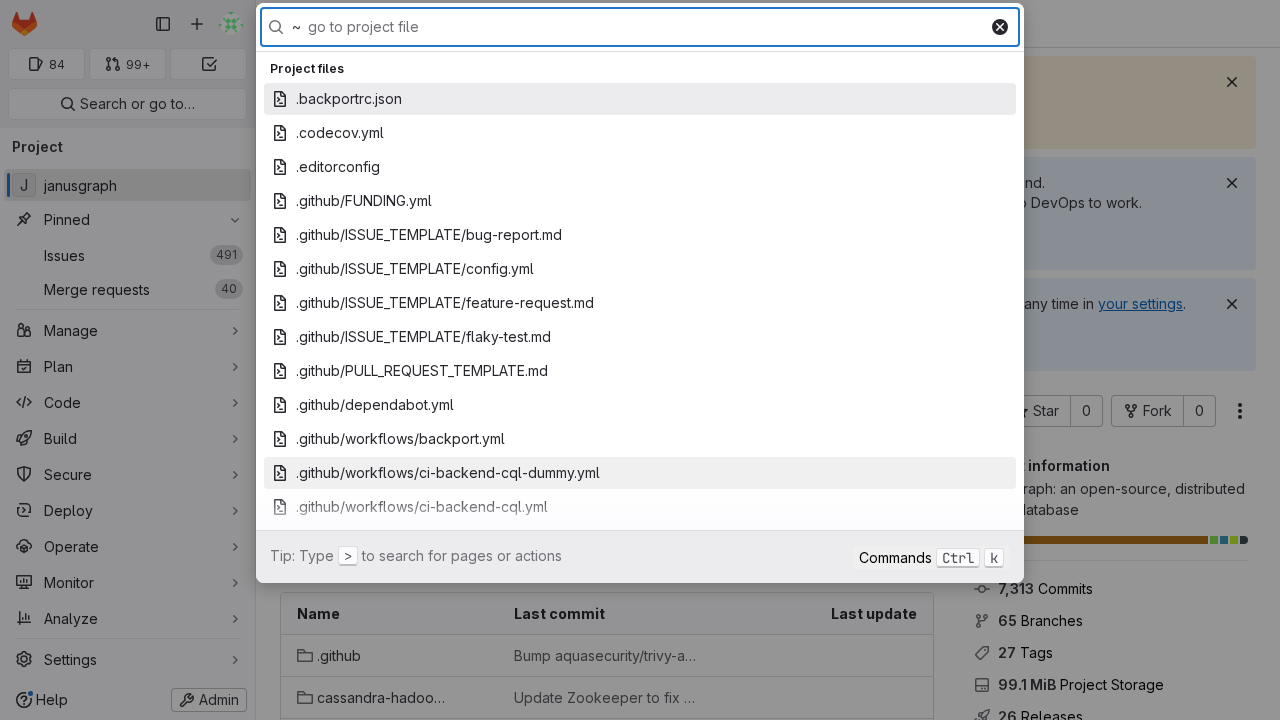 84
99+
Search or go to…
Project
J janusgraph
Pinned
Issues 491
Merge requests 40
Manage
Plan
Code
Build
Secure
Deploy
Operate
Monitor
Analyze
Settings
Help
Admin
~ go to project file
Project files
.backportrc.json
.codecov.yml
.editorconfig
.github/FUNDING.yml
.github/ISSUE_TEMPLATE/bug-report.md
.github/ISSUE_TEMPLATE/config.yml
.github/ISSUE_TEMPLATE/feature-request.md
.github/ISSUE_TEMPLATE/flaky-test.md
.github/PULL_REQUEST_TEMPLATE.md
.github/dependabot.yml
.github/workflows/backport.yml
.github/workflows/ci-backend-cql-dummy.yml
.github/workflows/ci-backend-cql.yml
Tip: Type > to search for pages or actions
Commands Ctrl k
nd.
DevOps to work.
any time in your settings.
Star 0
Fork 0
information
raph: an open-source, distributed
database
7,313 Commits
65 Branches
27 Tags
99.1 MiB Project Storage
26 Releases
Name Last commit Last update
.github Bump aquasecurity/trivy-a…
cassandra-hadoo… Update Zookeeper to fix …